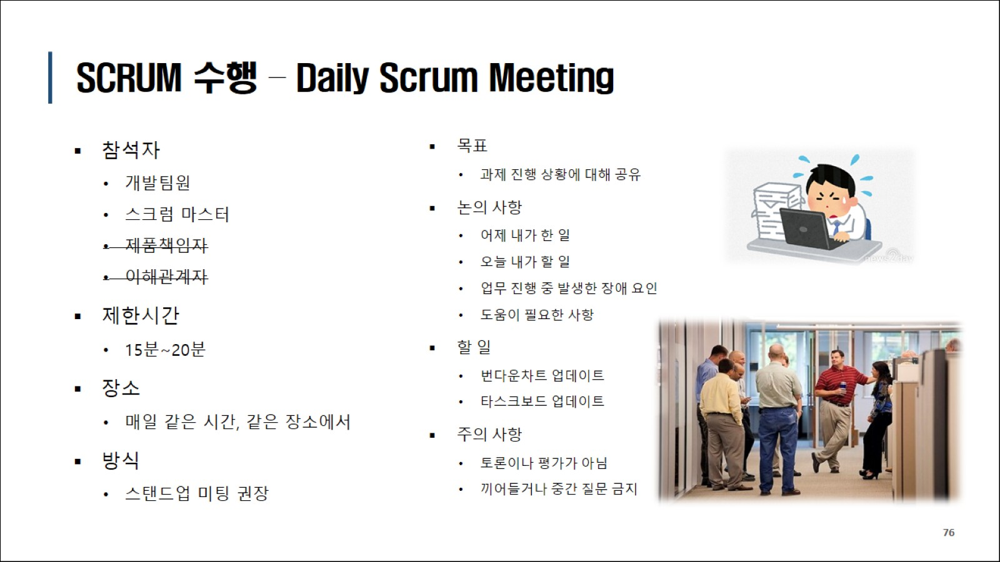 SCRUM 수행 – Daily Scrum Meeting
▪ 참석자
• 개발팀원
• 스크럼 마스터
• 제품책임자
• 이해관계자
▪ 제한시간
• 15분~20분
▪ 장소
• 매일 같은 시간, 같은 장소에서
▪ 방식
• 스탠드업 미팅 권장
▪ 목표
• 과제 진행 상황에 대해 공유
▪ 논의 사항
• 어제 내가 한 일
• 오늘 내가 할 일
• 업무 진행 중 발생한 장애 요인
• 도움이 필요한 사항
▪ 할 일
• 번다운차트 업데이트
• 타스크보드 업데이트
▪ 주의 사항
• 토론이나 평가가 아님
• 끼어들거나 중간 질문 금지
news2day
76